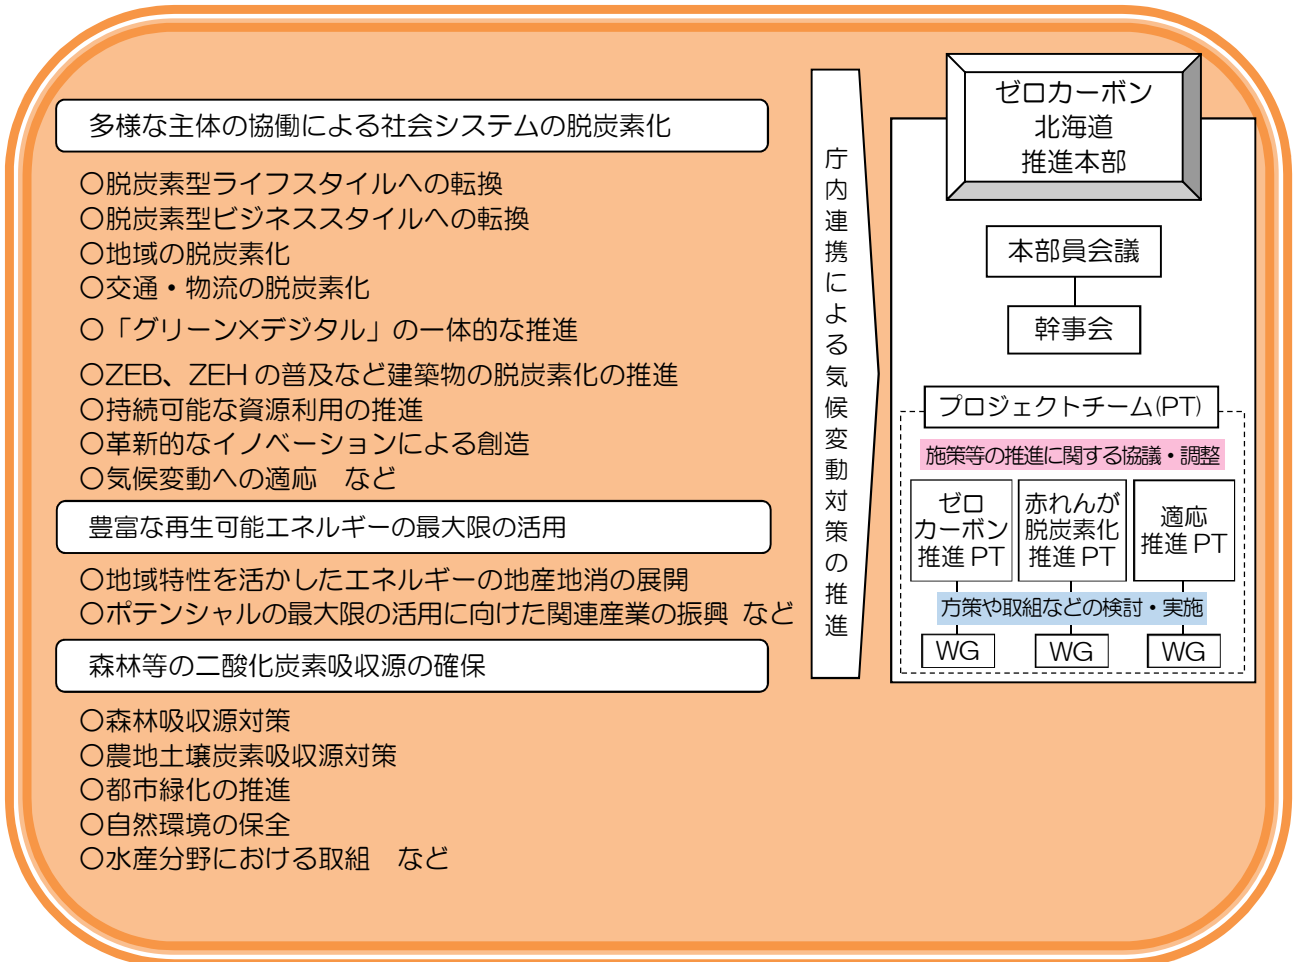 多様な主体の協働による社会システムの脱炭素化
〇脱炭素型ライフスタイルへの転換
〇脱炭素型ビジネススタイルへの転換
〇地域の脱炭素化
〇交通・物流の脱炭素化
〇「グリーン×デジタル」の一体的な推進
〇ZEB、ZEHの普及など建築物の脱炭素化の推進
〇持続可能な資源利用の推進
〇革新的なイノベーションによる創造
〇気候変動への適応　など
豊富な再生可能エネルギーの最大限の活用
〇地域特性を活かしたエネルギーの地産地消の展開
〇ポテンシャルの最大限の活用に向けた関連産業の振興 など
森林等の二酸化炭素吸収源の確保
〇森林吸収源対策
〇農地土壌炭素吸収源対策
〇都市緑化の推進
〇自然環境の保全
〇水産分野における取組　など
庁内連携による気候変動対策の推進
ゼロカーボン
北海道
推進本部
本部員会議
幹事会
プロジェクトチーム(PT)
施策等の推進に関する協議・調整
ゼロ
カーボン
推進 PT
赤れんが
脱炭素化
推進 PT
適応
推進 PT
方策や取組などの検討・実施
WG
WG
WG